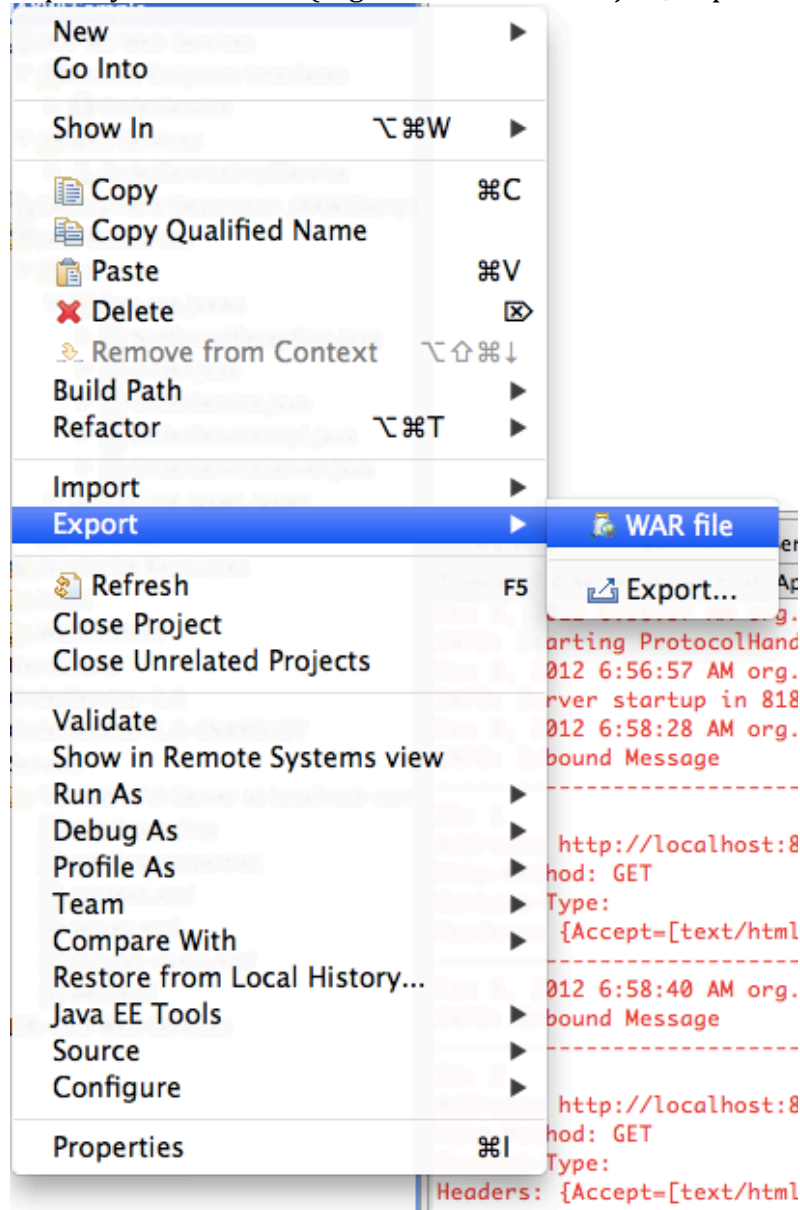 New
Go Into
Show In ⌥⌘W
Copy ⌘C
Copy Qualified Name
Paste ⌘V
Delete ⌦
Remove from Context ⌥⇧⌘↓
Build Path
Refactor ⌥⌘T
Import
Export
WAR file
Export...
Refresh F5
Close Project
Close Unrelated Projects
Validate
Show in Remote Systems view
Run As
Debug As
Profile As
Team
Compare With
Restore from Local History...
Java EE Tools
Source
Configure
Properties ⌘I
arting ProtocolHand
012 6:56:57 AM org.
rver startup in 818
012 6:58:28 AM org.
bound Message
http://localhost:8
hod: GET
Type:
{Accept=[text/html
012 6:58:40 AM org.
bound Message
http://localhost:8
hod: GET
Type:
Headers: {Accept=[text/html